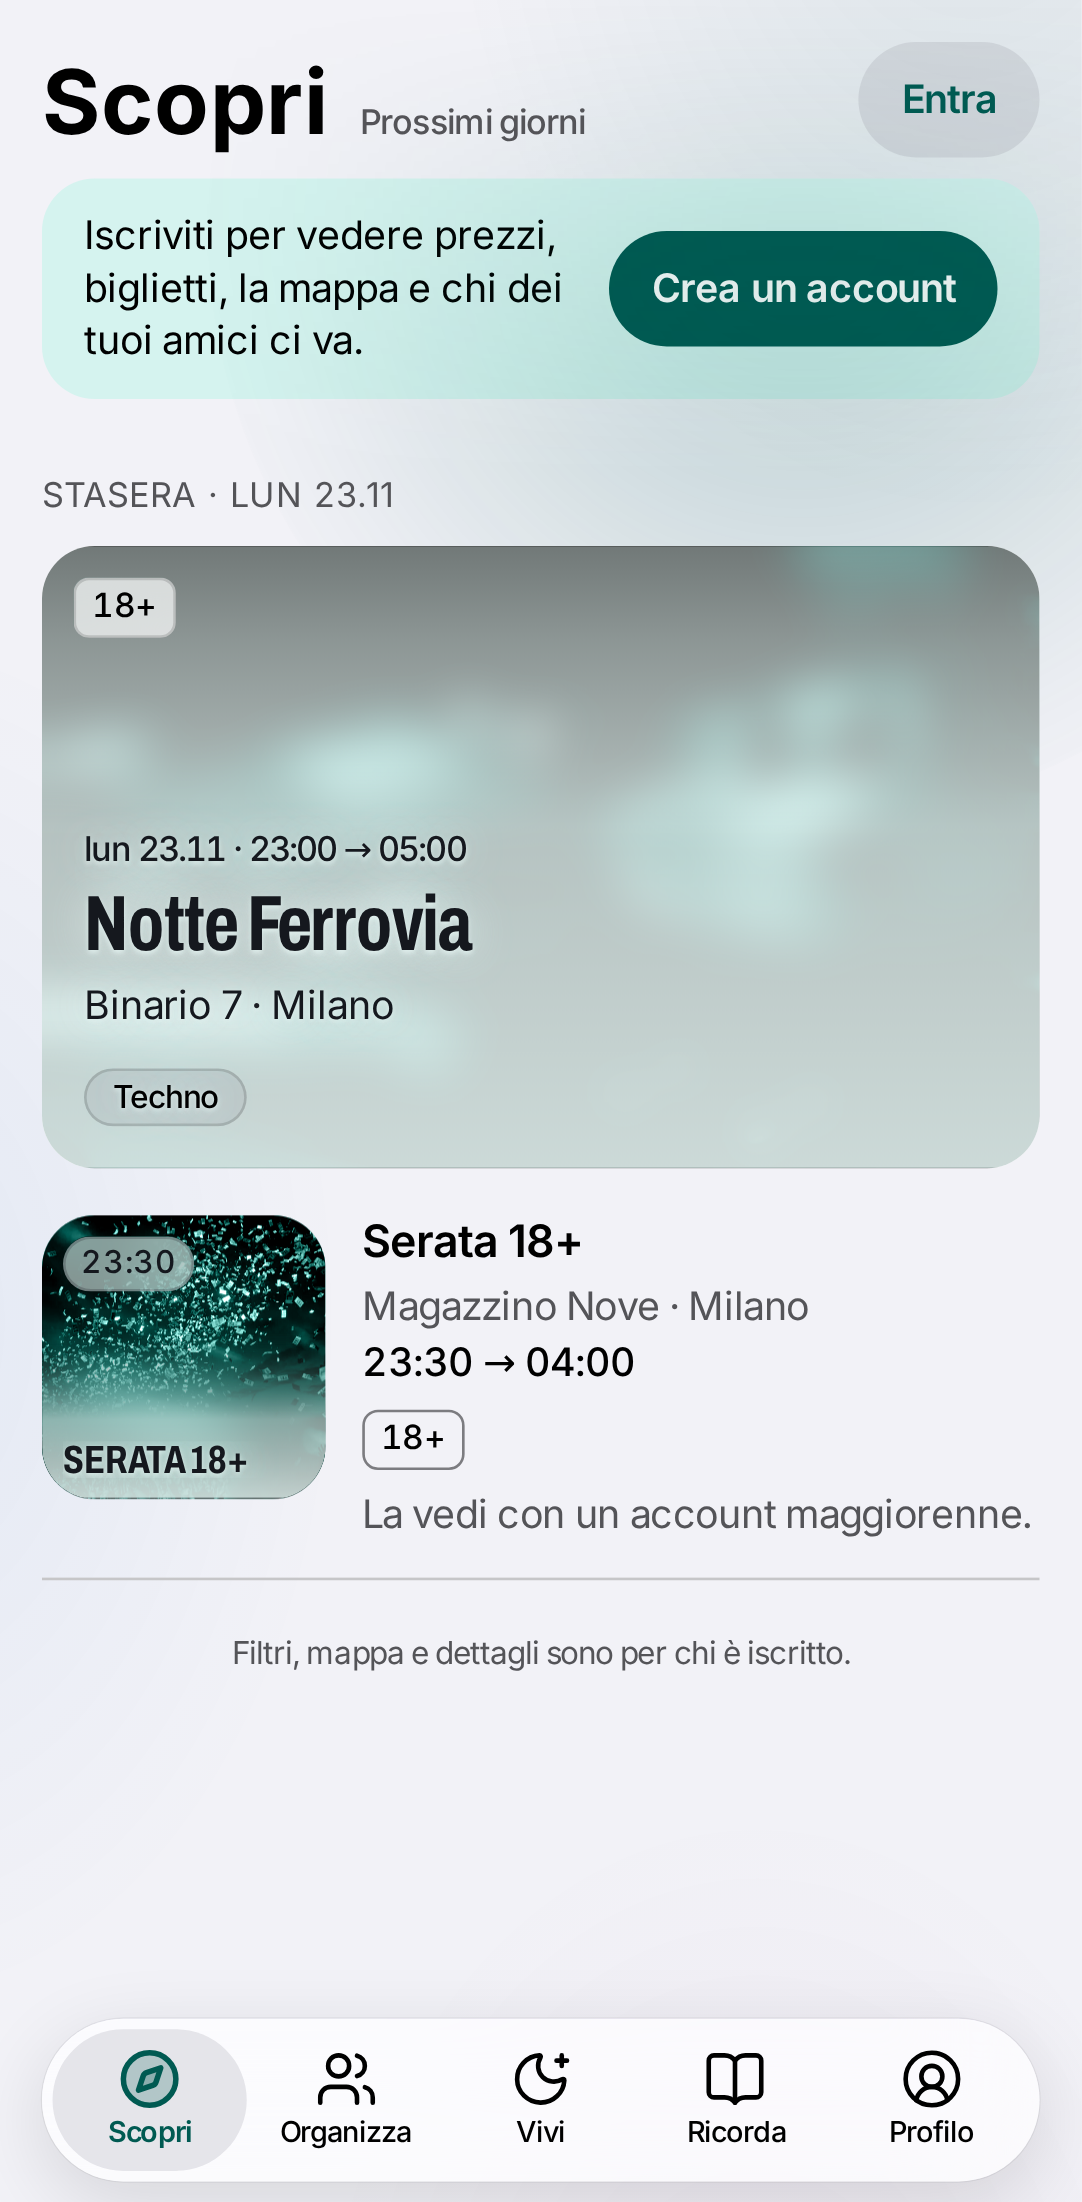 Scopri
Prossimi giorni
Entra
Iscriviti per vedere prezzi,
biglietti, la mappa e chi dei
tuoi amici ci va.
Crea un account
STASERA · LUN 23.11
18+
lun 23.11 · 23:00 → 05:00
Notte Ferrovia
Binario 7 · Milano
Techno
23:30
SERATA 18+
Serata 18+
Magazzino Nove · Milano
23:30 → 04:00
18+
La vedi con un account maggiorenne.
Filtri, mappa e dettagli sono per chi è iscritto.
Scopri
Organizza
Vivi
Ricorda
Profilo